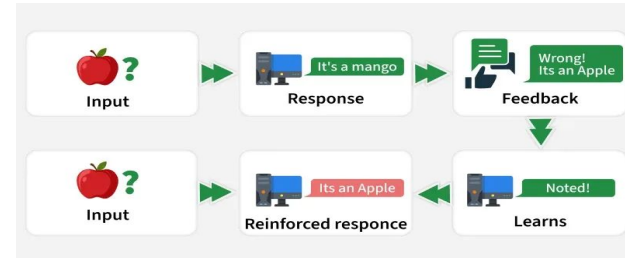 ?
Input
It's a mango
Response
Wrong!
Its an Apple
Feedback
?
Input
Its an Apple
Reinforced responce
Noted!
Learns